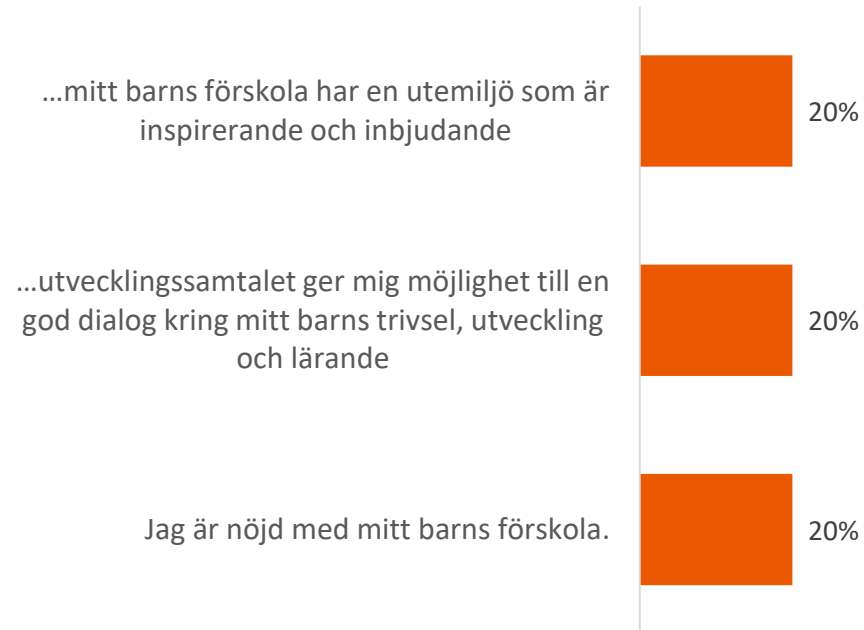 …mitt barns förskola har en utemiljö som är
inspirerande och inbjudande
20%
…utvecklingssamtalet ger mig möjlighet till en
god dialog kring mitt barns trivsel, utveckling
och lärande
20%
Jag är nöjd med mitt barns förskola.
20%